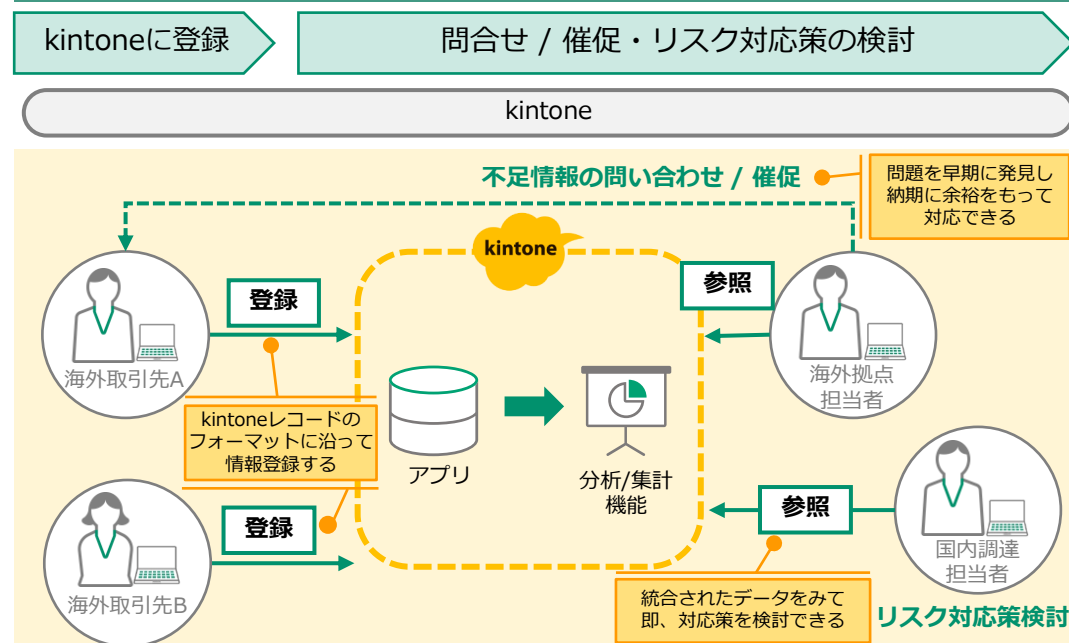 kintoneに登録
問合せ / 催促・リスク対応策の検討
kintone
不足情報の問い合わせ / 催促
問題を早期に発見し
納期に余裕をもって
対応できる
kintone
登録
参照
海外取引先A
海外拠点
担当者
kintoneレコードの
フォーマットに沿って
情報登録する
アプリ
分析/集計
機能
登録
参照
海外取引先B
国内調達
担当者
統合されたデータをみて
即、対応策を検討できる
リスク対応策検討